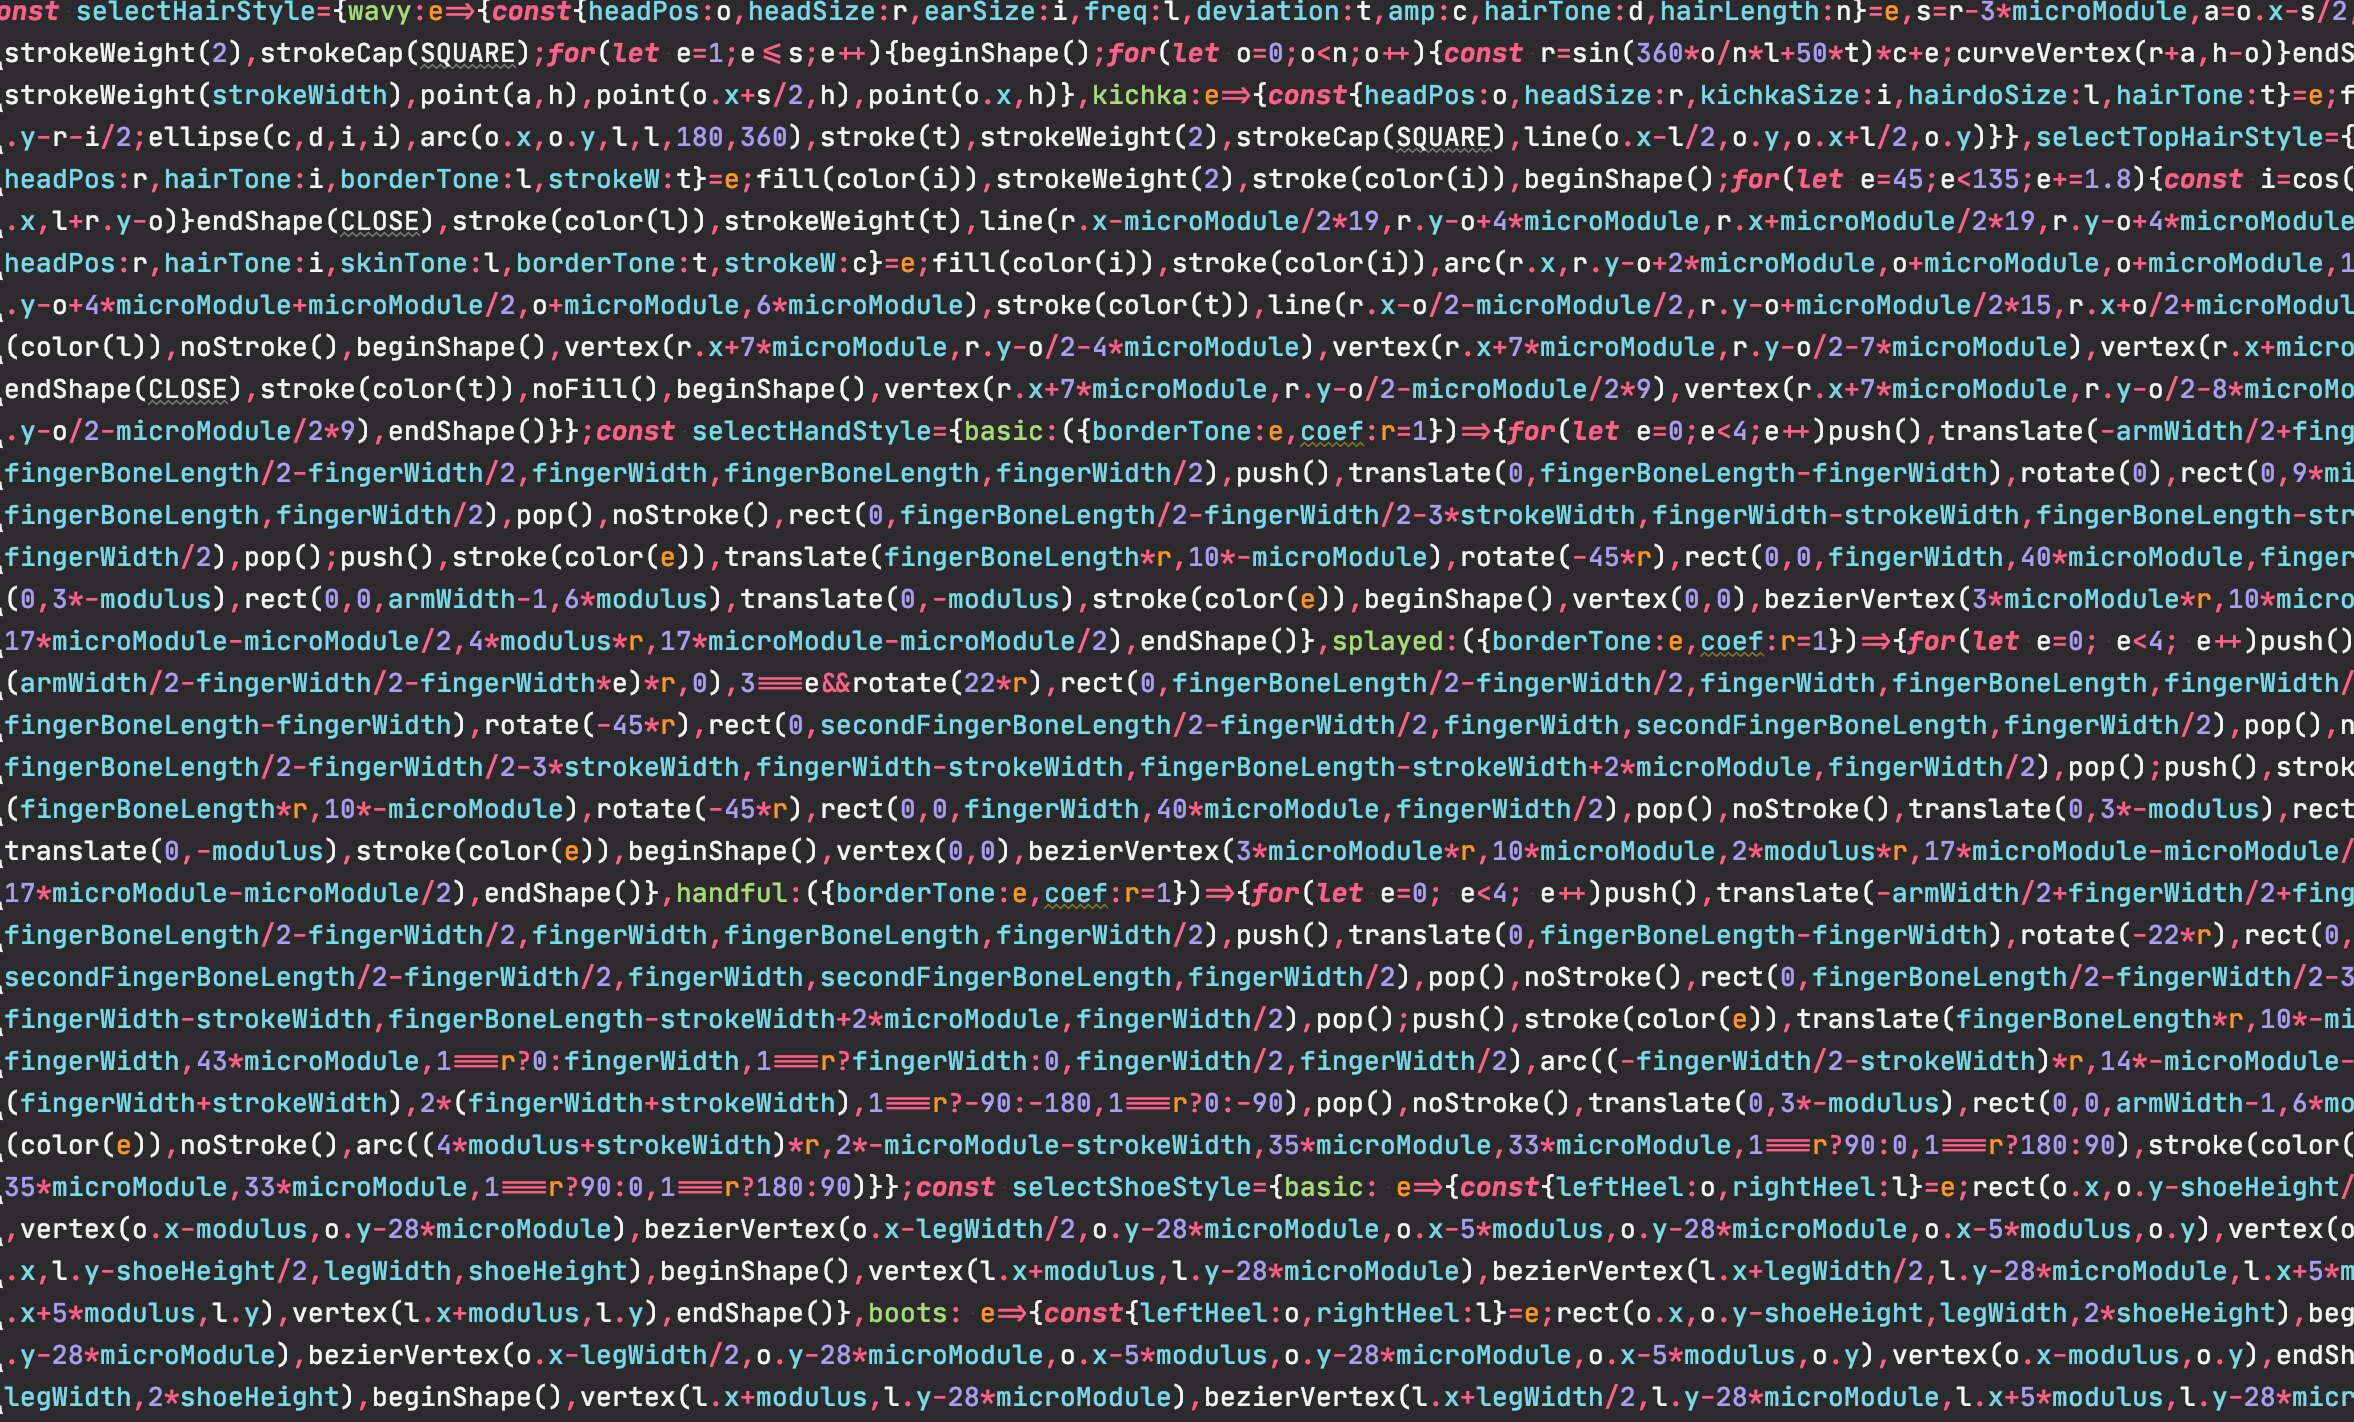 onst selectHairStyle={wavy:e=>{const{headPos:o,headSize:r,earSize:i,freq:l,deviation:t,amp:c,hairTone:d,hairLength:n}=e,s=r-3*microModule,a=o.x-s/2,
strokeWeight(2),strokeCap(SQUARE);for(let e=1;e<=s;e++){beginShape();for(let o=0;o<n;o++){const r=sin(360*o/n*l+50*t)*c+e;curveVertex(r+a,h-o)}endS
strokeWeight(strokeWidth),point(a,h),point(o.x+s/2,h),point(o.x,h)},kichka:e=>{const{headPos:o,headSize:r,kichkaSize:i,hairdoSize:l,hairTone:t}=e;f
.y-r-i/2;ellipse(c,d,i,i),arc(o.x,o.y,l,l,180,360),stroke(t),strokeWeight(2),strokeCap(SQUARE),line(o.x-l/2,o.y,o.x+l/2,o.y)}},selectTopHairStyle={
headPos:r,hairTone:i,borderTone:l,strokeW:t}=e;fill(color(i)),strokeWeight(2),stroke(color(i)),beginShape();for(let e=45;e<135;e+=1.8){const i=cos(
.x,l+r.y-o)}endShape(CLOSE),stroke(color(l)),strokeWeight(t),line(r.x-microModule/2*19,r.y-o+4*microModule,r.x+microModule/2*19,r.y-o+4*microModule
headPos:r,hairTone:i,skinTone:l,borderTone:t,strokeW:c}=e;fill(color(i)),stroke(color(i)),arc(r.x,r.y-o+2*microModule,o+microModule,o+microModule,1
.y-o+4*microModule+microModule/2,o+microModule,6*microModule),stroke(color(t)),line(r.x-o/2-microModule/2,r.y-o+microModule/2*15,r.x+o/2+microModul
(color(l)),noStroke(),beginShape(),vertex(r.x+7*microModule,r.y-o/2-4*microModule),vertex(r.x+7*microModule,r.y-o/2-7*microModule),vertex(r.x+micro
endShape(CLOSE),stroke(color(t)),noFill(),beginShape(),vertex(r.x+7*microModule,r.y-o/2-microModule/2*9),vertex(r.x+7*microModule,r.y-o/2-8*microMo
.y-o/2-microModule/2*9),endShape()}};const selectHandStyle={basic:({borderTone:e,coef:r=1})=>{for(let e=0;e<4;e++)push(),translate(-armWidth/2+fing
fingerBoneLength/2-fingerWidth/2,fingerWidth,fingerBoneLength,fingerWidth/2),push(),translate(0,fingerBoneLength-fingerWidth),rotate(0),rect(0,9*mi
fingerBoneLength,fingerWidth/2),pop(),noStroke(),rect(0,fingerBoneLength/2-fingerWidth/2-3*strokeWidth,fingerWidth-strokeWidth,fingerBoneLength-str
fingerWidth/2),pop();push(),stroke(color(e)),translate(fingerBoneLength*r,10*-microModule),rotate(-45*r),rect(0,0,fingerWidth,40*microModule,finger
(0,3*-modulus),rect(0,0,armWidth-1,6*modulus),translate(0,-modulus),stroke(color(e)),beginShape(),vertex(0,0),bezierVertex(3*microModule*r,10*micro
17*microModule-microModule/2,4*modulus*r,17*microModule-microModule/2),endShape()},splayed:({borderTone:e,coef:r=1})=>{for(let e=0; e<4; e++)push()
(armWidth/2-fingerWidth/2-fingerWidth*e)*r,0),3===e&&rotate(22*r),rect(0,fingerBoneLength/2-fingerWidth/2,fingerWidth,fingerBoneLength,fingerWidth/
fingerBoneLength-fingerWidth),rotate(-45*r),rect(0,secondFingerBoneLength/2-fingerWidth/2,fingerWidth,secondFingerBoneLength,fingerWidth/2),pop(),n
fingerBoneLength/2-fingerWidth/2-3*strokeWidth,fingerWidth-strokeWidth,fingerBoneLength-strokeWidth+2*microModule,fingerWidth/2),pop();push(),strok
(fingerBoneLength*r,10*-microModule),rotate(-45*r),rect(0,0,fingerWidth,40*microModule,fingerWidth/2),pop(),noStroke(),translate(0,3*-modulus),rect
translate(0,-modulus),stroke(color(e)),beginShape(),vertex(0,0),bezierVertex(3*microModule*r,10*microModule,2*modulus*r,17*microModule-microModule/
17*microModule-microModule/2),endShape()},handful:({borderTone:e,coef:r=1})=>{for(let e=0; e<4; e++)push(),translate(-armWidth/2+fingerWidth/2+fing
fingerBoneLength/2-fingerWidth/2,fingerWidth,fingerBoneLength,fingerWidth/2),push(),translate(0,fingerBoneLength-fingerWidth),rotate(-22*r),rect(0,
secondFingerBoneLength/2-fingerWidth/2,fingerWidth,secondFingerBoneLength,fingerWidth/2),pop(),noStroke(),rect(0,fingerBoneLength/2-fingerWidth/2-3
fingerWidth-strokeWidth,fingerBoneLength-strokeWidth+2*microModule,fingerWidth/2),pop();push(),stroke(color(e)),translate(fingerBoneLength*r,10*-mi
fingerWidth,43*microModule,1===r?0:fingerWidth,1===r?fingerWidth:0,fingerWidth/2,fingerWidth/2),arc((-fingerWidth/2-strokeWidth)*r,14*-microModule-
(fingerWidth+strokeWidth),2*(fingerWidth+strokeWidth),1===r?-90:-180,1===r?0:-90),pop(),noStroke(),translate(0,3*-modulus),rect(0,0,armWidth-1,6*mo
(color(e)),noStroke(),arc((4*modulus+strokeWidth)*r,2*-microModule-strokeWidth,35*microModule,33*microModule,1===r?90:0,1===r?180:90),stroke(color(
35*microModule,33*microModule,1===r?90:0,1===r?180:90)}};const selectShoeStyle={basic: e=>{const{leftHeel:o,rightHeel:l}=e;rect(o.x,o.y-shoeHeight/
,vertex(o.x-modulus,o.y-28*microModule),bezierVertex(o.x-legWidth/2,o.y-28*microModule,o.x-5*modulus,o.y-28*microModule,o.x-5*modulus,o.y),vertex(o
.x,l.y-shoeHeight/2,legWidth,shoeHeight),beginShape(),vertex(l.x+modulus,l.y-28*microModule),bezierVertex(l.x+legWidth/2,l.y-28*microModule,l.x+5*m
.x+5*modulus,l.y),vertex(l.x+modulus,l.y),endShape()},boots: e=>{const{leftHeel:o,rightHeel:l}=e;rect(o.x,o.y-shoeHeight,legWidth,2*shoeHeight),beg
.y-28*microModule),bezierVertex(o.x-legWidth/2,o.y-28*microModule,o.x-5*modulus,o.y-28*microModule,o.x-5*modulus,o.y),vertex(o.x-modulus,o.y),endSh
legWidth,2*shoeHeight),beginShape(),vertex(l.x+modulus,l.y-28*microModule),bezierVertex(l.x+legWidth/2,l.y-28*microModule,l.x+5*modulus,l.y-28*micr